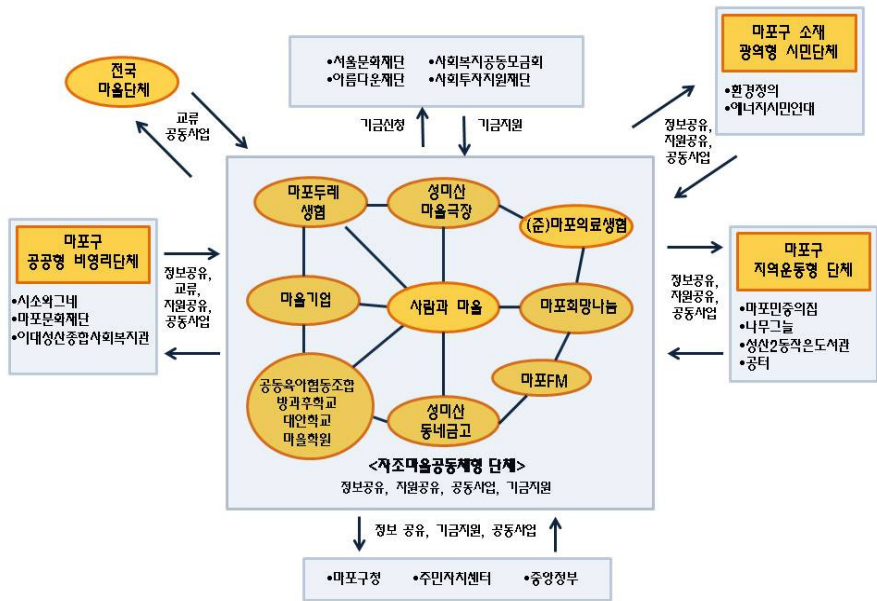 전국
마을단체
•서울문화재단 •사회복지공동모금회
•아름다운재단 •사회투자지원재단
마포구 소재
광역형 시민단체
•환경정의
•에너지시민연대
교류
공동사업
기금신청
기금지원
정보공유,
지원공유,
공동사업
마포구
공공형 비영리단체
•시소와그네
•마포문화재단
•이대성산종합사회복지관
정보공유,
교류,
지원공유,
공동사업
마포두레
생협
성미산
마을극장
(준)마포의료생협
마을기업
사람과 마을
마포희망나눔
공동육아협동조합
방과후학교
대안학교
마을학원
성미산
동네금고
마포FM
<자조마을공동체형 단체>
정보공유, 지원공유, 공동사업, 기금지원
정보공유,
지원공유,
공동사업
마포구
지역운동형 단체
•마포민중의집
•나무그늘
•성산2동작은도서관
•공터
정보 공유, 기금지원, 공동사업
•마포구청 •주민자치센터 •중앙정부